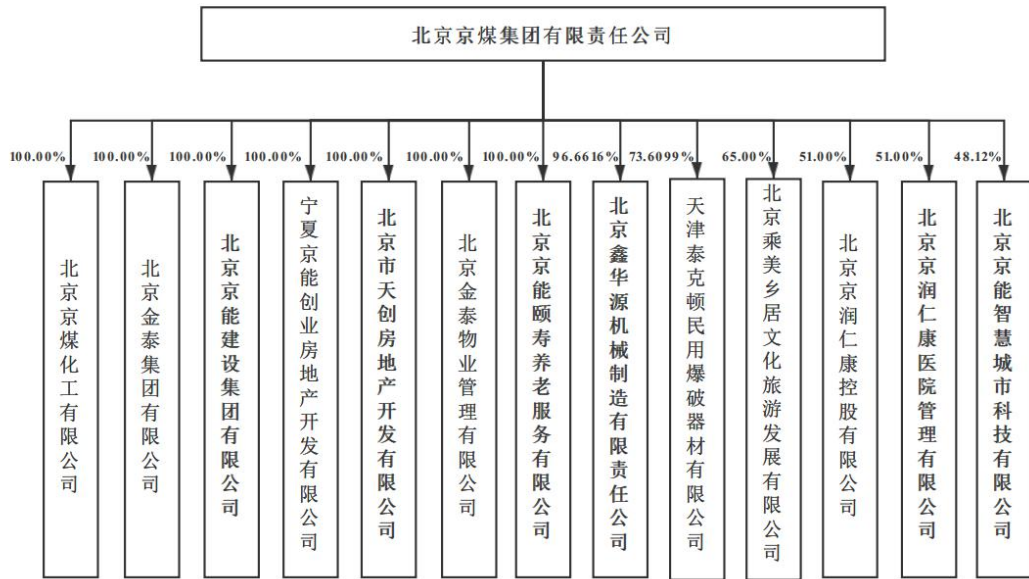 北京京煤集团有限责任公司
100.00%
100.00%
100.00%
100.00%
100.00%
100.00%
100.00%
96.6616%
73.6099%
65.00%
51.00%
51.00%
48.12%
北京京煤化工有限公司
北京金泰集团有限公司
北京京能建设集团有限公司
宁夏京能创业房地产开发有限公司
北京市天创房地产开发有限公司
北京金泰物业管理有限公司
北京京能颐寿养老服务有限公司
北京鑫华源机械制造有限责任公司
天津泰克顿民用爆破器材有限公司
北京乘美乡居文化旅游发展有限公司
北京京润仁康控股有限公司
北京京润仁康医院管理有限公司
北京京能智慧城市科技有限公司